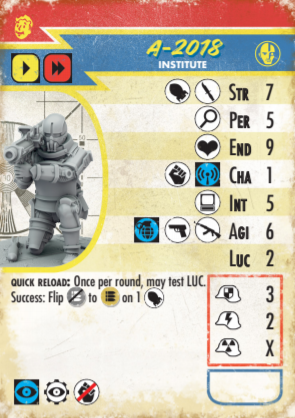 A-2018
INSTITUTE
STR 7
PER 5
END 9
CHA 1
INT 5
AGI 6
LUC 2
QUICK RELOAD: Once per round, may test LUC.
Success: Flip to on 1
3
2
X